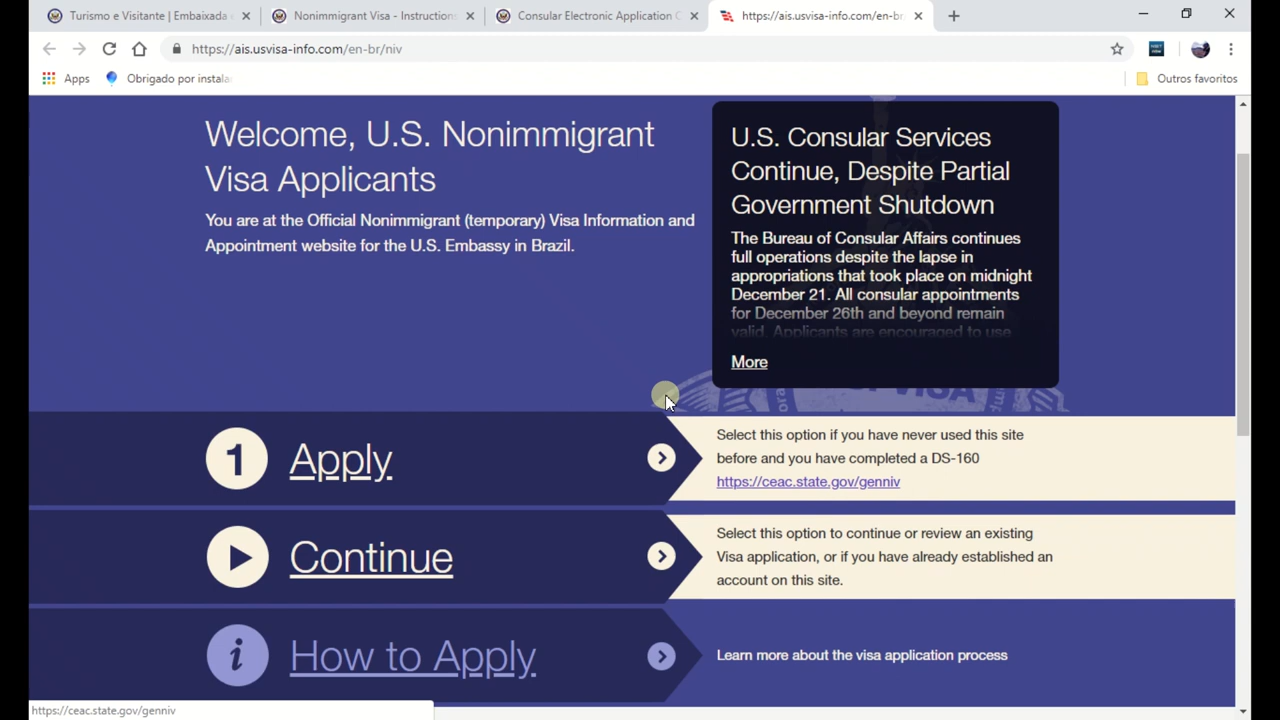 Turismo e Visitante | Embaixada
Nonimmigrant Visa - Instructions
Consular Electronic Application C
https://ais.usvisa-info.com/en-br
https://ais.usvisa-info.com/en-br/niv
Apps
Obrigado por instala
Outros favoritos
Welcome, U.S. Nonimmigrant
Visa Applicants
You are at the Official Nonimmigrant (temporary) Visa Information and
Appointment website for the U.S. Embassy in Brazil.
U.S. Consular Services
Continue, Despite Partial
Government Shutdown
The Bureau of Consular Affairs continues
full operations despite the lapse in
appropriations that took place on midnight
December 21. All consular appointments
for December 26th and beyond remain
valid. Applicants are encouraged to use
More
1 Apply
Select this option if you have never used this site
before and you have completed a DS-160
https://ceac.state.gov/genniv
Continue
Select this option to continue or review an existing
Visa application, or if you have already established an
account on this site.
i How to Apply
Learn more about the visa application process
https://ceac.state.gov/genniv